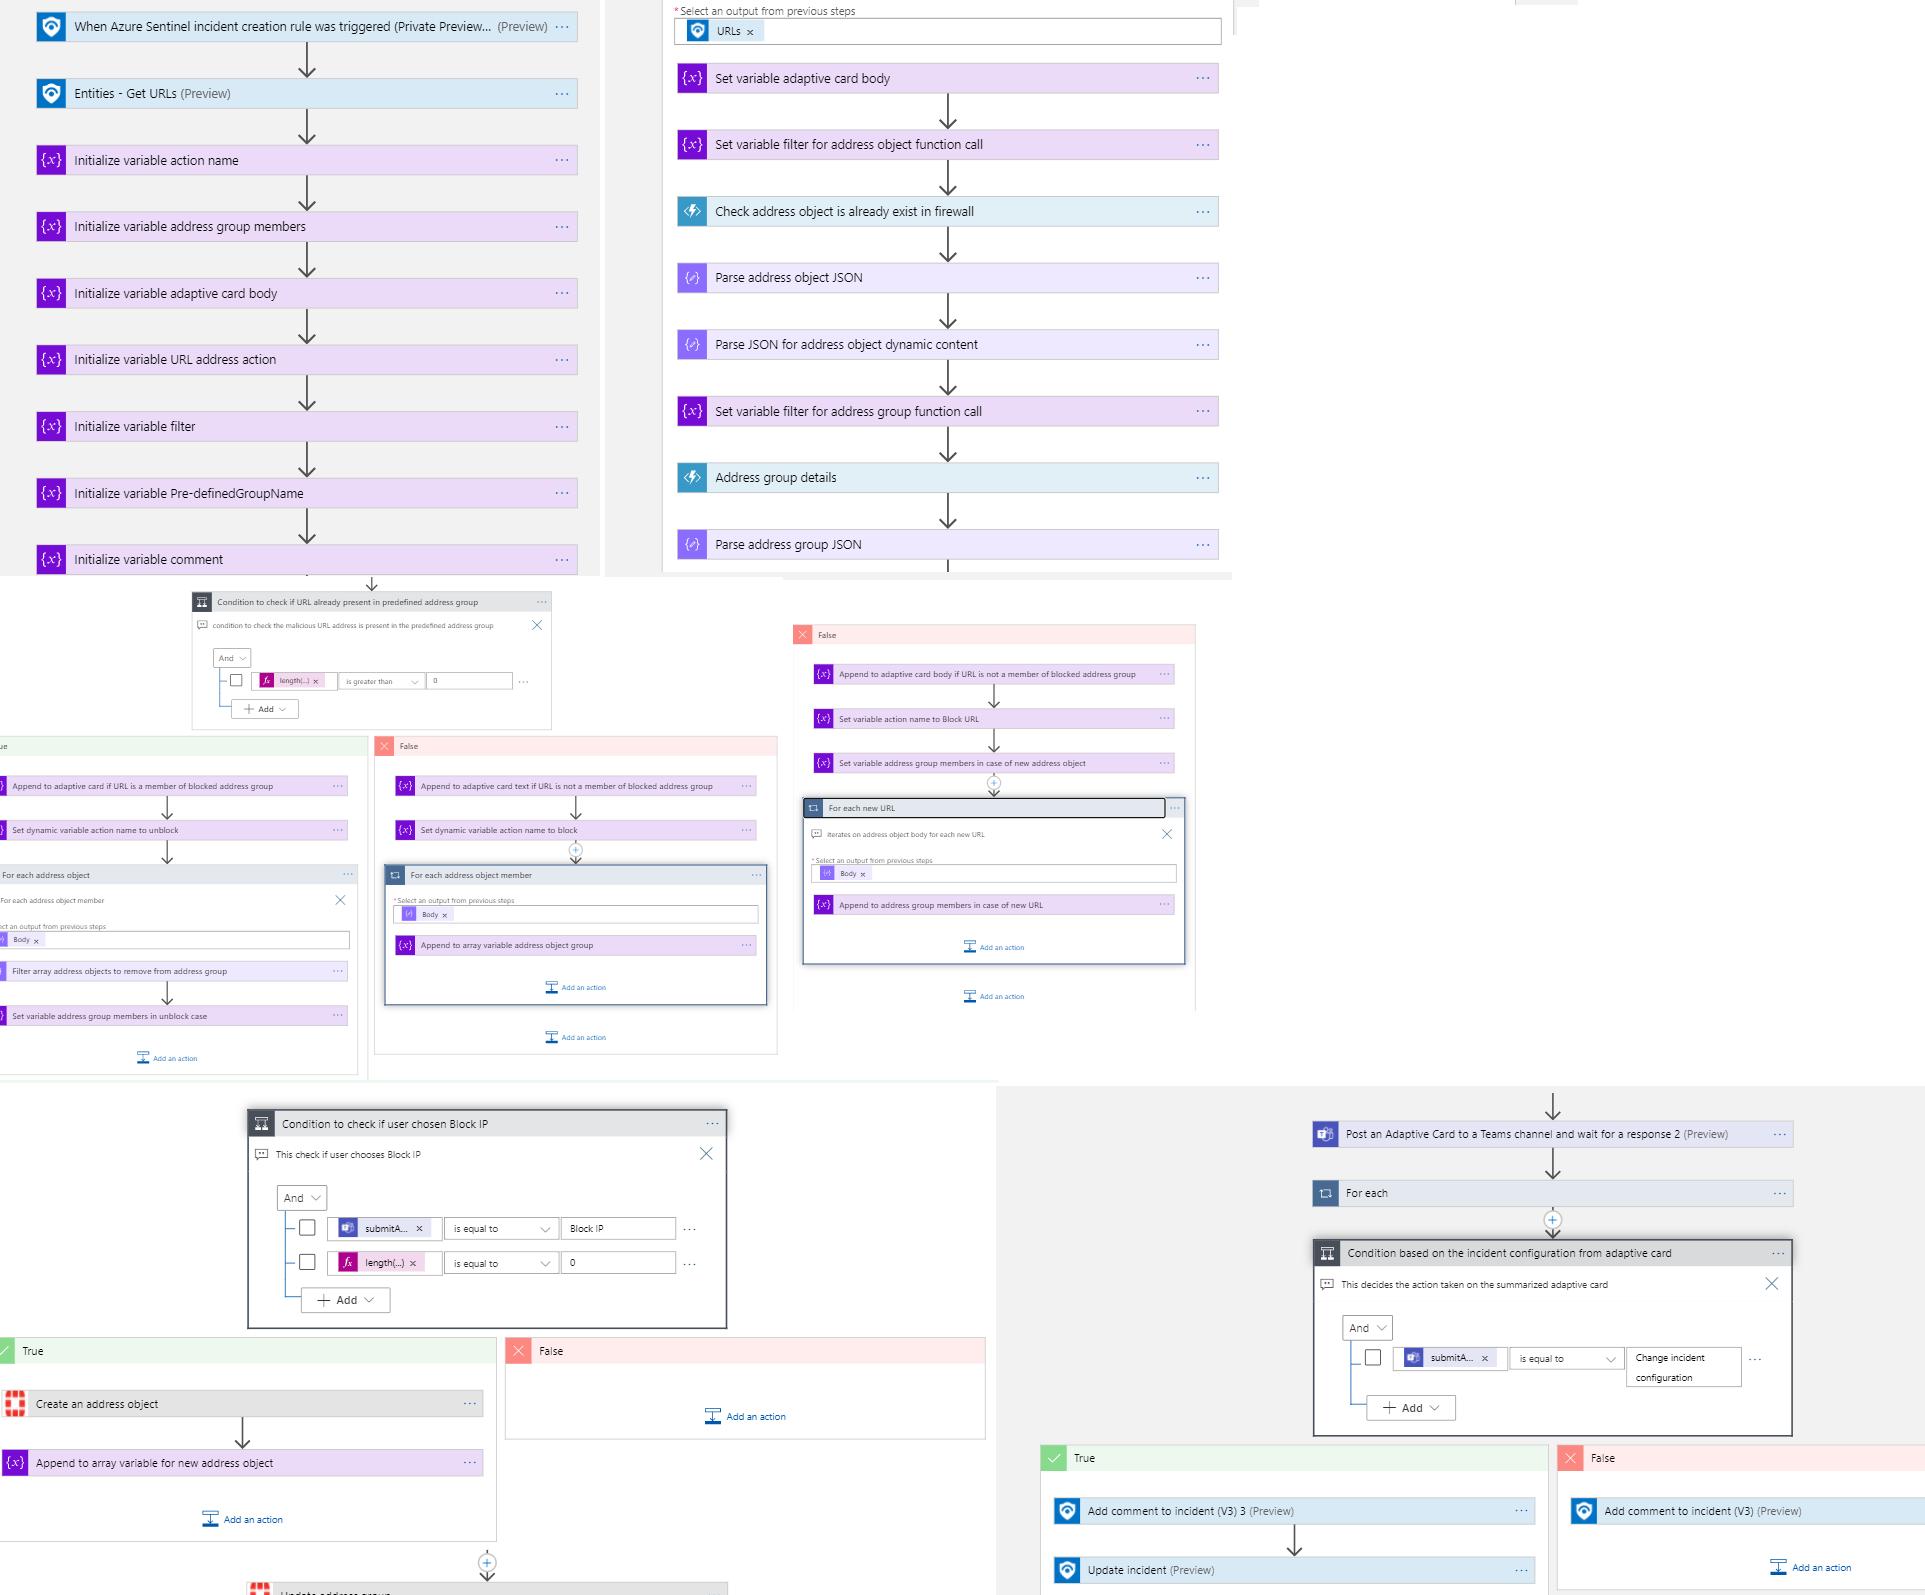 When Azure Sentinel incident creation rule was triggered (Private Preview... (Preview)
Entities - Get URLs (Preview)
Initialize variable action name
Initialize variable address group members
Initialize variable adaptive card body
Initialize variable URL address action
Initialize variable filter
Initialize variable Pre-definedGroupName
Initialize variable comment
* Select an output from previous steps
URLs ×
Set variable adaptive card body
Set variable filter for address object function call
Check address object is already exist in firewall
Parse address object JSON
Parse JSON for address object dynamic content
Set variable filter for address group function call
Address group details
Parse address group JSON
Condition to check if URL already present in predefined address group
condition to check the malicious URL address is present in the predefined address group
And
length(...) × is greater than 0
+ Add
ue
Append to adaptive card if URL is a member of blocked address group
Set dynamic variable action name to unblock
For each address object
For each address object member
ct an output from previous steps
Body ×
Filter array address objects to remove from address group
Set variable address group members in unblock case
Add an action
False
Append to adaptive card text if URL is not a member of blocked address group
Set dynamic variable action name to block
For each address object member
* Select an output from previous steps
Body ×
Append to array variable address object group
Add an action
Add an action
False
Append to adaptive card body if URL is not a member of blocked address group
Set variable action name to Block URL
Set variable address group members in case of new address object
For each new URL
iterates on address object body for each new URL
* Select an output from previous steps
Body ×
Append to address group members in case of new URL
Add an action
Add an action
Condition to check if user chosen Block IP
This check if user chooses Block IP
And
submitA... × is equal to Block IP
length(...) × is equal to 0
+ Add
True
Create an address object
Append to array variable for new address object
Add an action
False
Add an action
Update address group
Post an Adaptive Card to a Teams channel and wait for a response 2 (Preview)
For each
Condition based on the incident configuration from adaptive card
This decides the action taken on the summarized adaptive card
And
submitA... × is equal to Change incident
configuration
+ Add
True
Add comment to incident (V3) 3 (Preview)
Update incident (Preview)
False
Add comment to incident (V3) (Preview)
Add an action